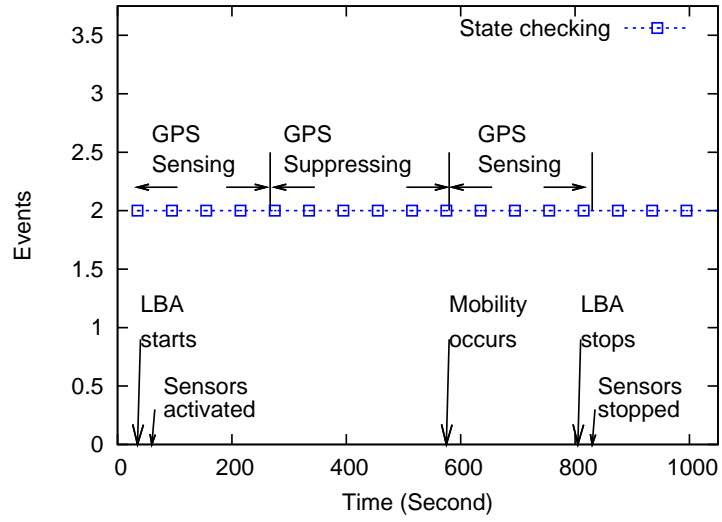 3.5
State checking
3
2.5
GPS
Sensing
GPS
Suppressing
GPS
Sensing
2
Events
1.5
LBA
starts
Mobility
occurs
LBA
stops
1
0.5
Sensors
activated
Sensors
stopped
0
0 200 400 600 800 1000
Time (Second)